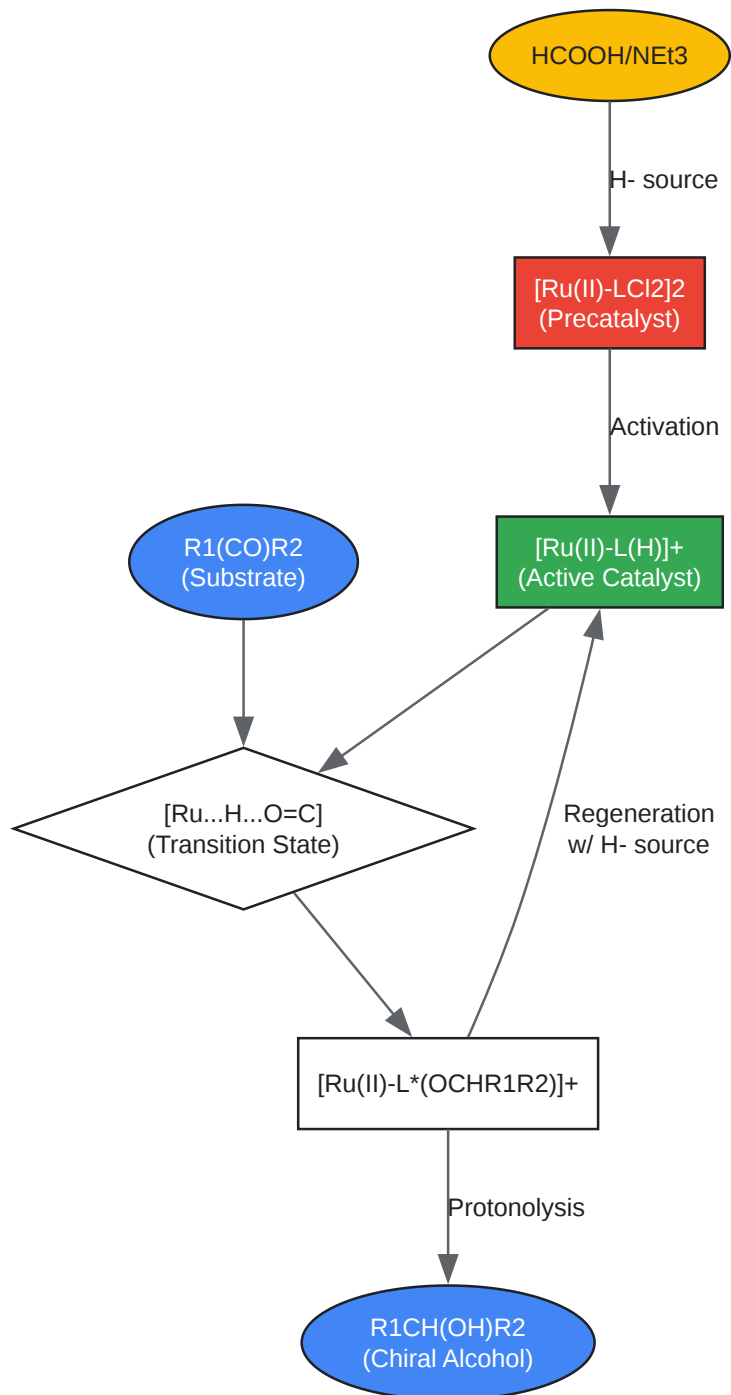 HCOOH/NEt3
H- source
[Ru(II)-LCl2]2
(Precatalyst)
Activation
R1(CO)R2
(Substrate)
[Ru(II)-L(H)]+
(Active Catalyst)
[Ru...H...O=C]
(Transition State)
Regeneration
w/ H- source
[Ru(II)-L*(OCHR1R2)]+
Protonolysis
R1CH(OH)R2
(Chiral Alcohol)